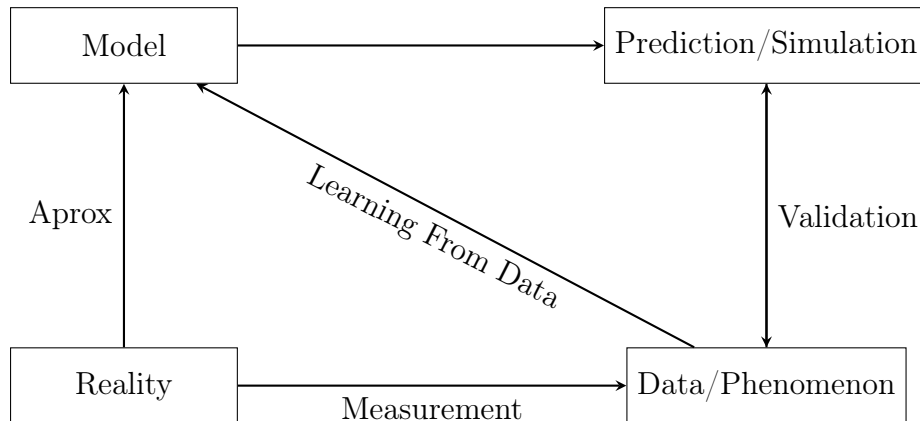 Model
Prediction/Simulation
Aprox
Learning From Data
Validation
Reality
Measurement
Data/Phenomenon